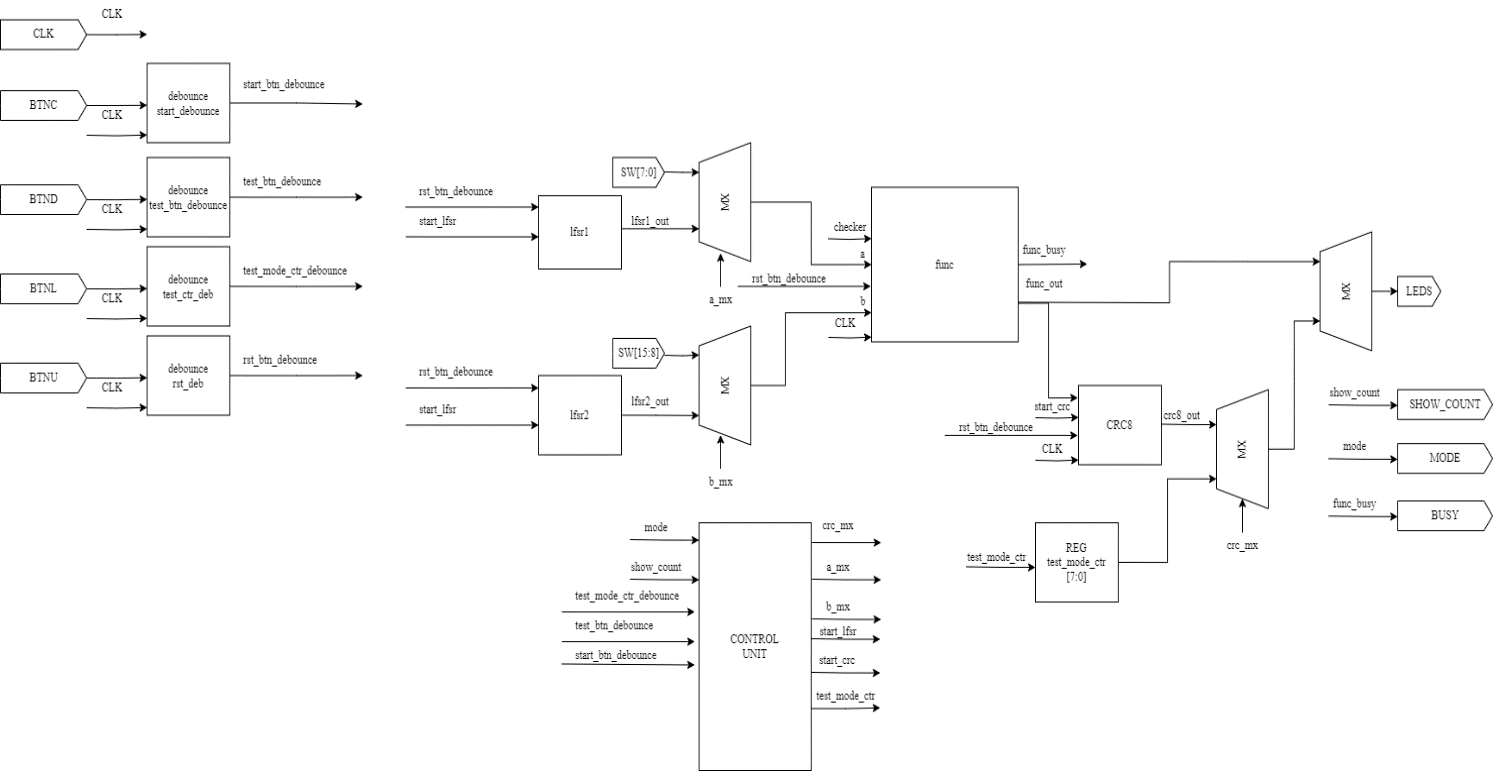 CLK
CLK
BTNC
CLK
debounce
start_debounce
start_btn_debounce
BTND
CLK
debounce
test_btn_debounce
test_btn_debounce
BTNL
CLK
debounce
test_ctr_deb
test_mode_ctr_debounce
BTNU
CLK
debounce
rst_deb
rst_btn_debounce
rst_btn_debounce
start_lfsr
lfsr1
lfsr1_out
SW[7:0]
MX
a_mx
rst_btn_debounce
start_lfsr
lfsr2
lfsr2_out
SW[15:8]
MX
b_mx
checker
a
rst_btn_debounce
b
CLK
func
func_busy
func_out
start_crc
rst_btn_debounce
CLK
CRC8
crc8_out
MX
crc_mx
test_mode_ctr
REG
test_mode_ctr
[7:0]
MX
LEDS
show_count
SHOW_COUNT
mode
MODE
func_busy
BUSY
mode
show_count
test_mode_ctr_debounce
test_btn_debounce
start_btn_debounce
CONTROL
UNIT
crc_mx
a_mx
b_mx
start_lfsr
start_crc
test_mode_ctr